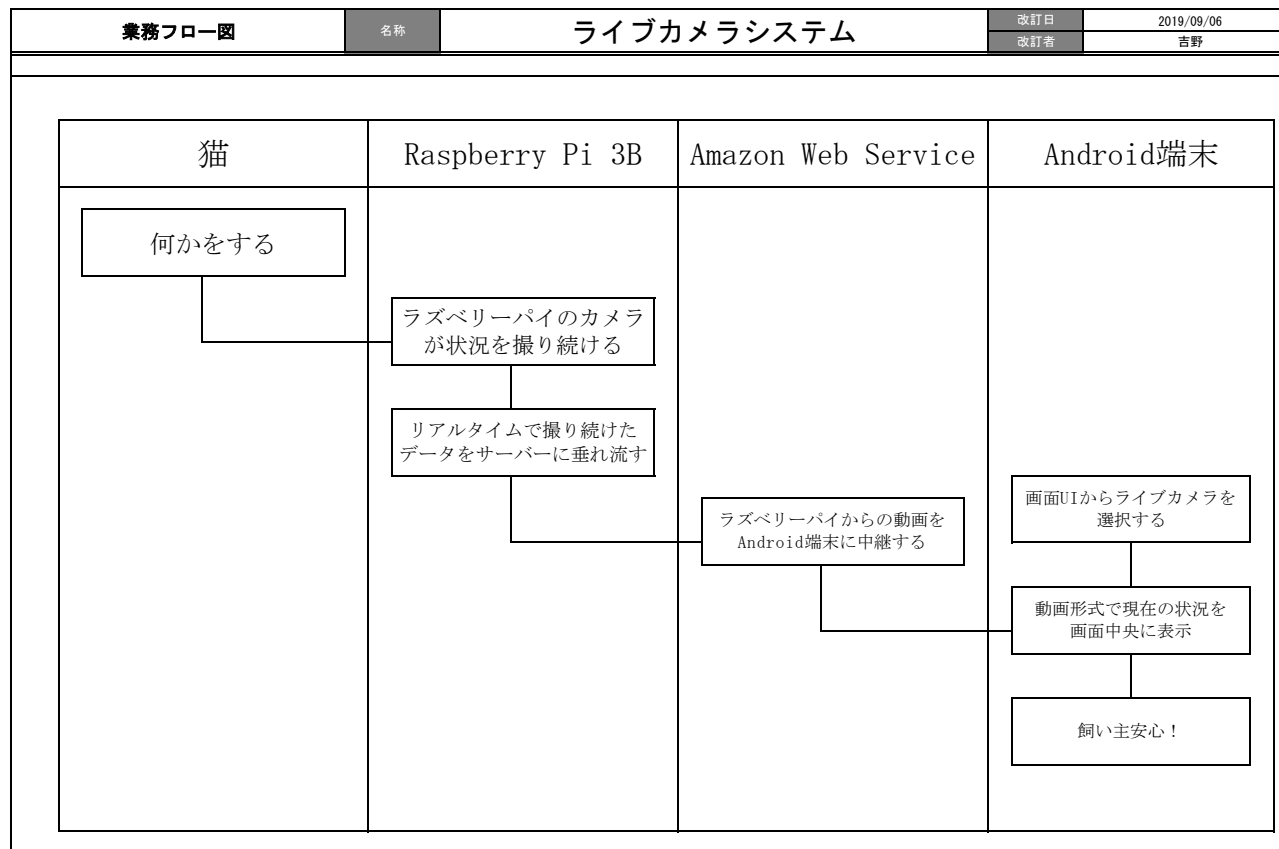 業務フロー図
名称
ライブカメラシステム
改訂日
2019/09/06
改訂者
吉野
猫
Raspberry Pi 3B
Amazon Web Service
Android端末
何かをする
ラズベリーパイのカメラ
が状況を撮り続ける
リアルタイムで撮り続けた
データをサーバーに垂れ流す
ラズベリーパイからの動画を
Android端末に中継する
画面UIからライブカメラを
選択する
動画形式で現在の状況を
画面中央に表示
飼い主安心！